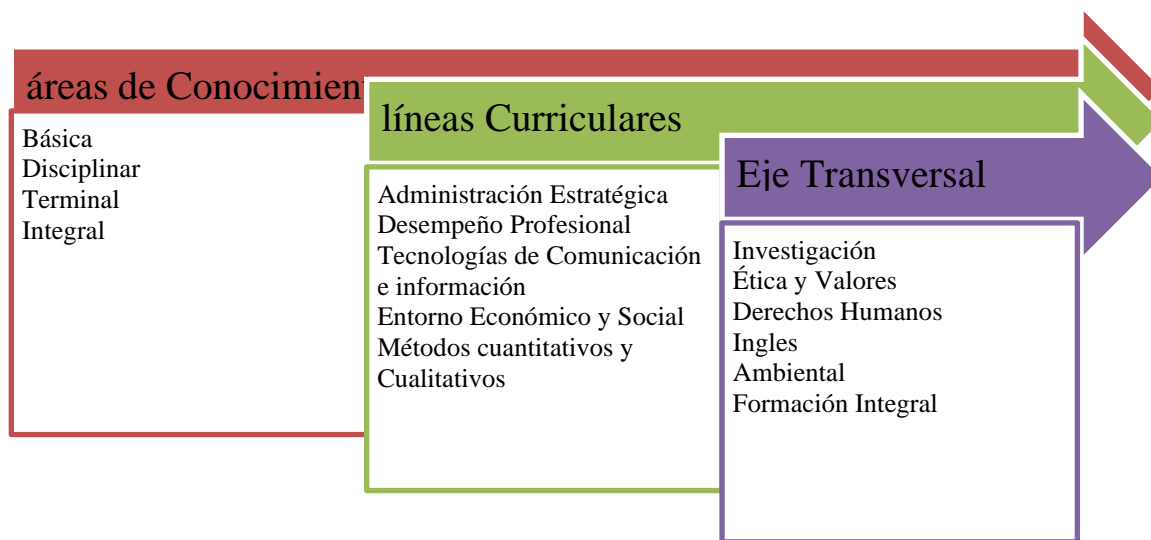 áreas de Conocimien
Básica
Disciplinar
Terminal
Integral
líneas Curriculares
Administración Estratégica
Desempeño Profesional
Tecnologías de Comunicación
e información
Entorno Económico y Social
Métodos cuantitativos y
Cualitativos
Eje Transversal
Investigación
Ética y Valores
Derechos Humanos
Ingles
Ambiental
Formación Integral